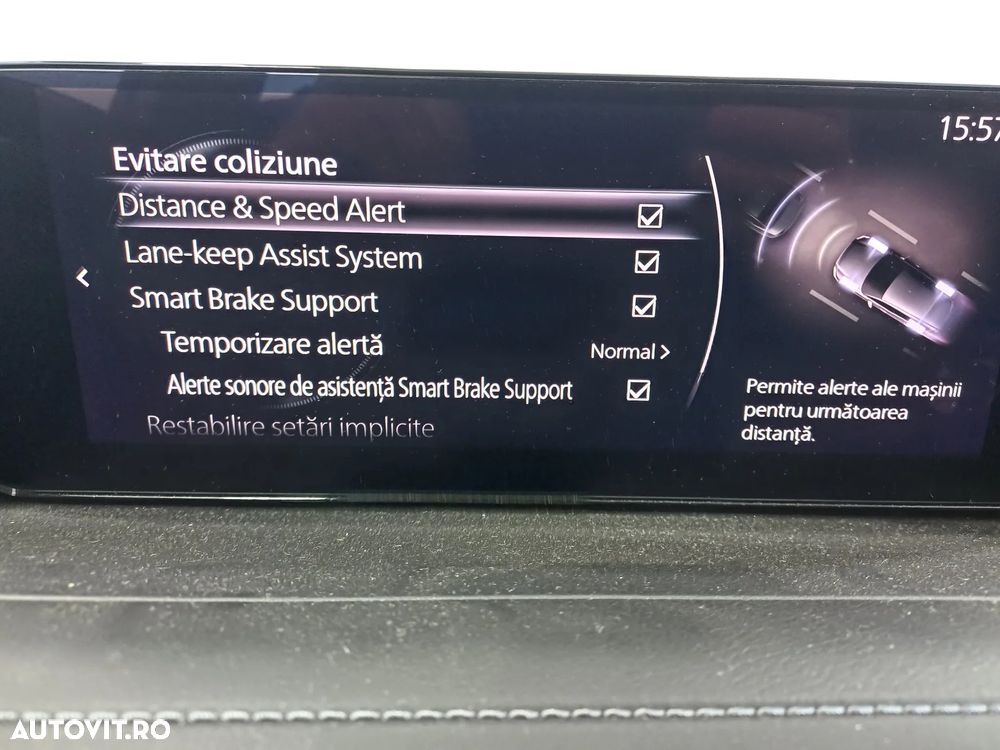 15:57
Evitare coliziune
Distance & Speed Alert
Lane-keep Assist System
Smart Brake Support
Temporizare alertă
Normal >
Alerte sonore de asistență Smart Brake Support
Restabilire setări implicite
Permite alerte ale mașinii
pentru următoarea
distanță.
AUTOVIT.RO